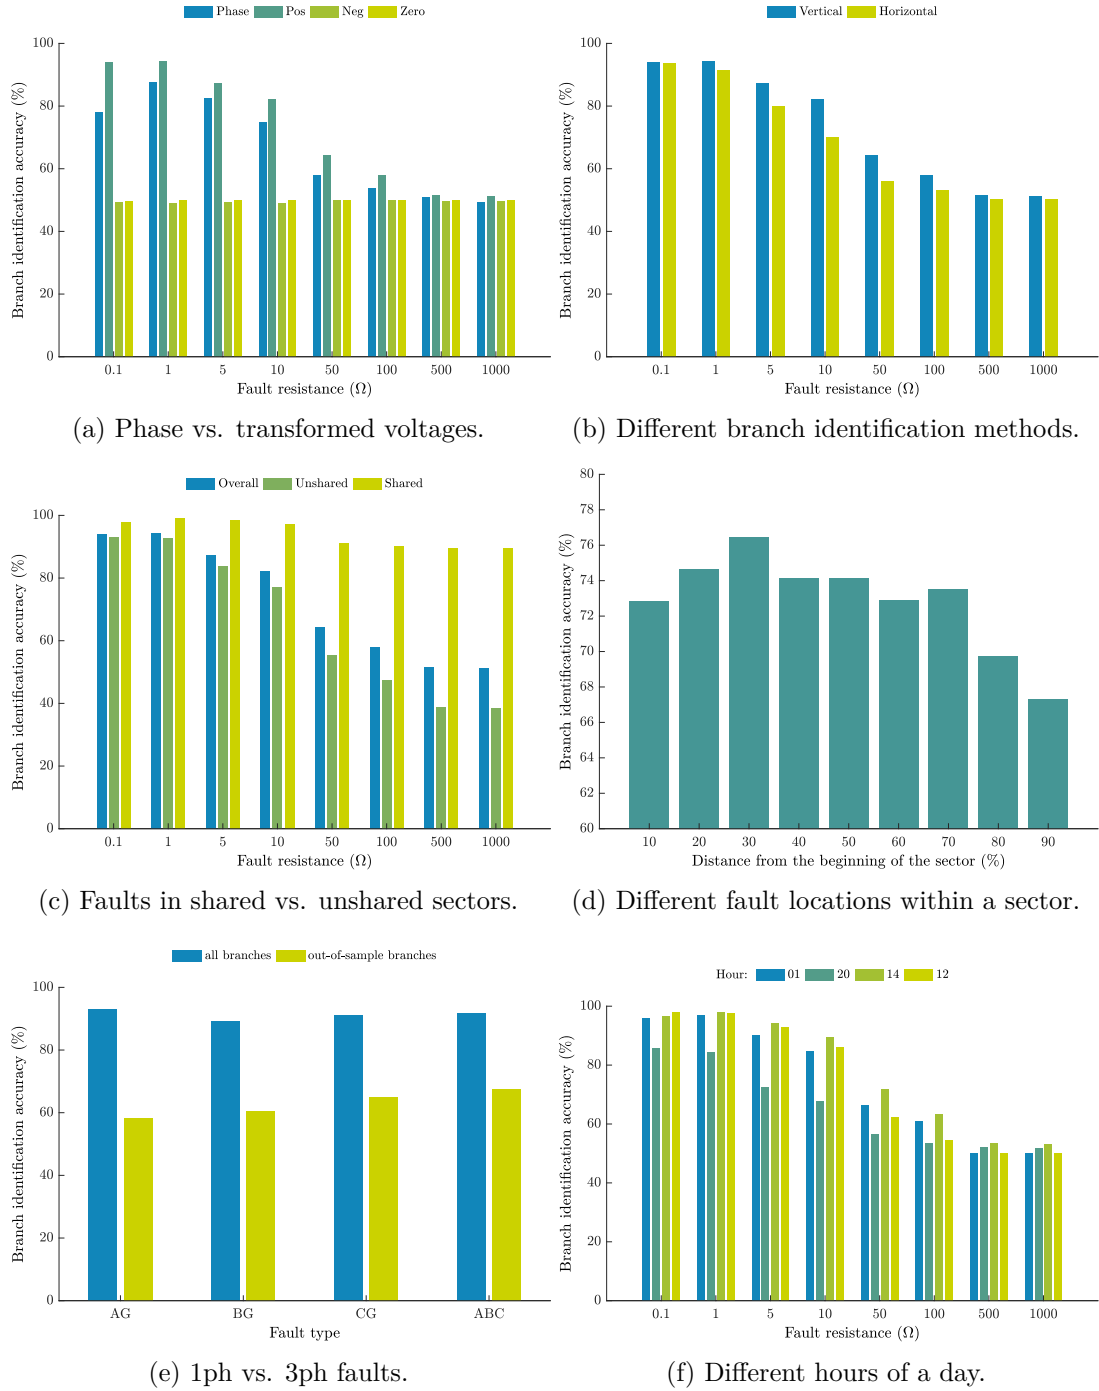 Phase Pos Neg Zero
100
80
60
40
20
0
Branch identification accuracy (%)
0.1 1 5 10 50 100 500 1000
Fault resistance (Ω)
(a) Phase vs. transformed voltages.
Vertical Horizontal
100
80
60
40
20
0
Branch identification accuracy (%)
0.1 1 5 10 50 100 500 1000
Fault resistance (Ω)
(b) Different branch identification methods.
Overall Unshared Shared
100
80
60
40
20
0
Branch identification accuracy (%)
0.1 1 5 10 50 100 500 1000
Fault resistance (Ω)
(c) Faults in shared vs. unshared sectors.
80
78
76
74
72
70
68
66
64
62
60
Branch identification accuracy (%)
10 20 30 40 50 60 70 80 90
Distance from the beginning of the sector (%)
(d) Different fault locations within a sector.
all branches out-of-sample branches
100
80
60
40
20
0
Branch identification accuracy (%)
AG BG CG ABC
Fault type
(e) 1ph vs. 3ph faults.
Hour: 01 20 14 12
100
80
60
40
20
0
Branch identification accuracy (%)
0.1 1 5 10 50 100 500 1000
Fault resistance (Ω)
(f) Different hours of a day.